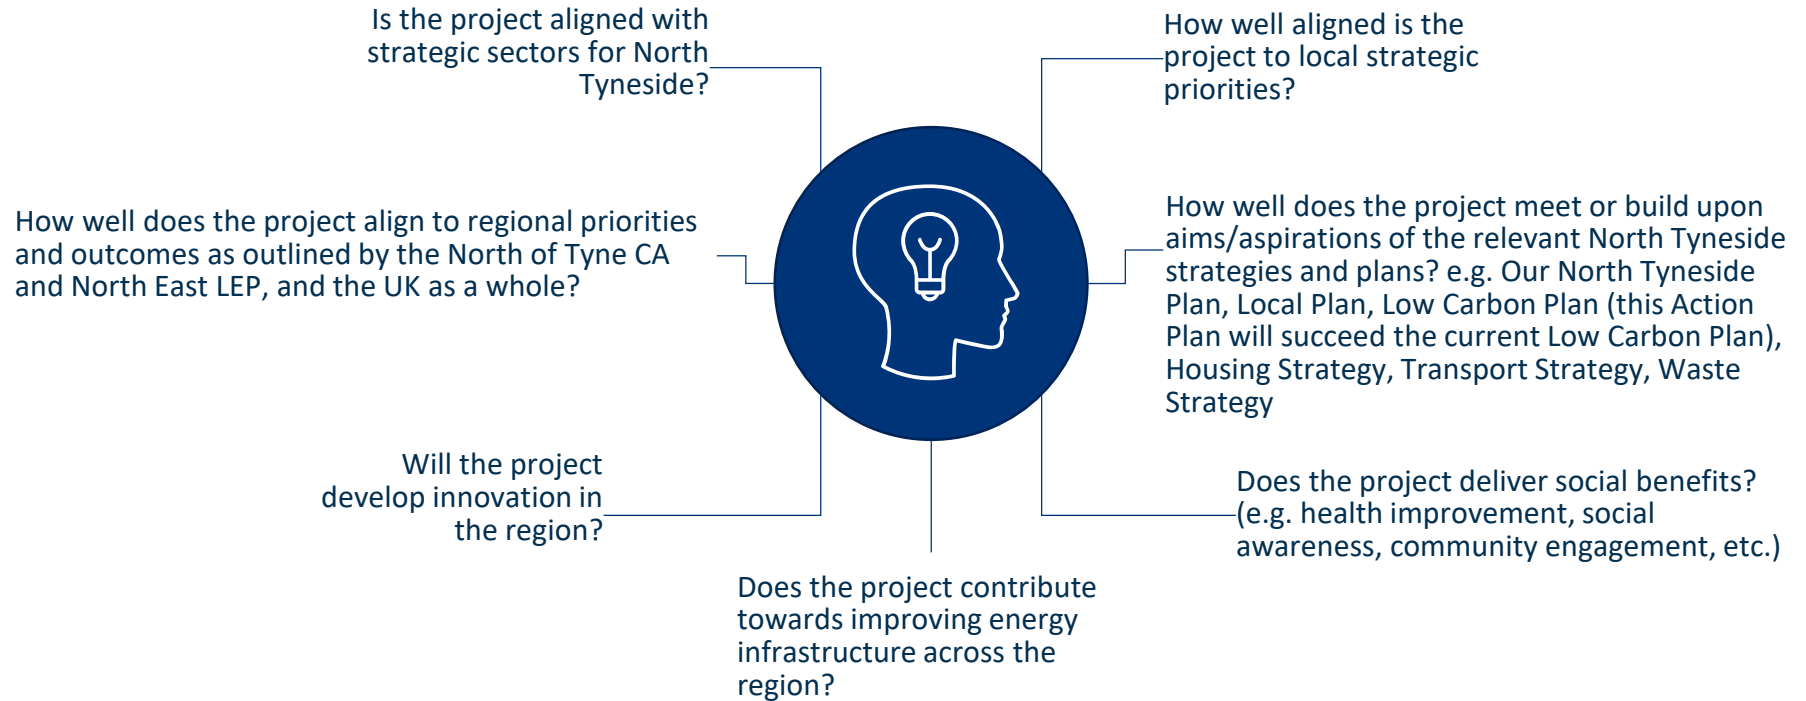 Is the project aligned with
strategic sectors for North
Tyneside?
How well aligned is the
project to local strategic
priorities?
How well does the project align to regional priorities
and outcomes as outlined by the North of Tyne CA
and North East LEP, and the UK as a whole?
How well does the project meet or build upon
aims/aspirations of the relevant North Tyneside
strategies and plans? e.g. Our North Tyneside
Plan, Local Plan, Low Carbon Plan (this Action
Plan will succeed the current Low Carbon Plan),
Housing Strategy, Transport Strategy, Waste
Strategy
Will the project
develop innovation in
the region?
Does the project deliver social benefits?
(e.g. health improvement, social
awareness, community engagement, etc.)
Does the project contribute
towards improving energy
infrastructure across the
region?